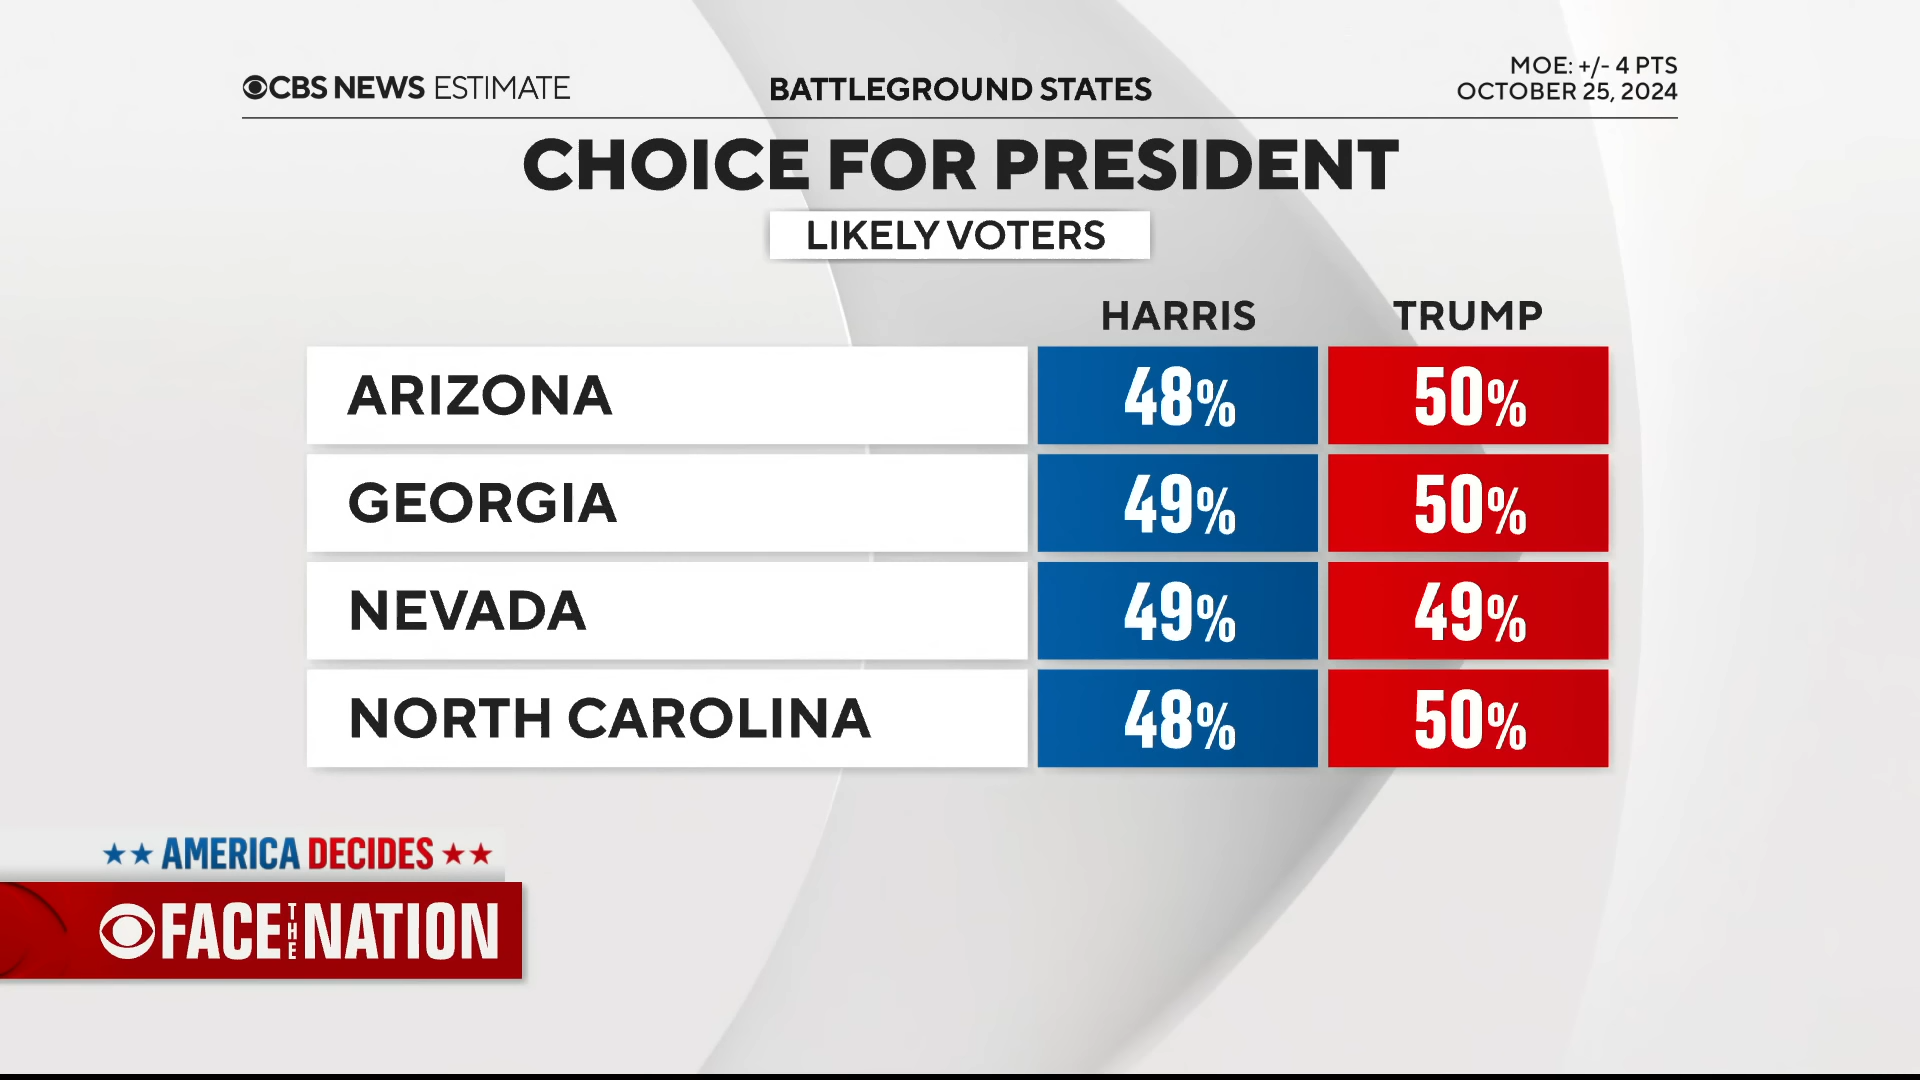 CBS NEWS ESTIMATE
BATTLEGROUND STATES
MOE: +/- 4 PTS
OCTOBER 25, 2024
CHOICE FOR PRESIDENT
LIKELY VOTERS
HARRIS TRUMP
ARIZONA 48% 50%
GEORGIA 49% 50%
NEVADA 49% 49%
NORTH CAROLINA 48% 50%
AMERICA DECIDES
FACE THE NATION